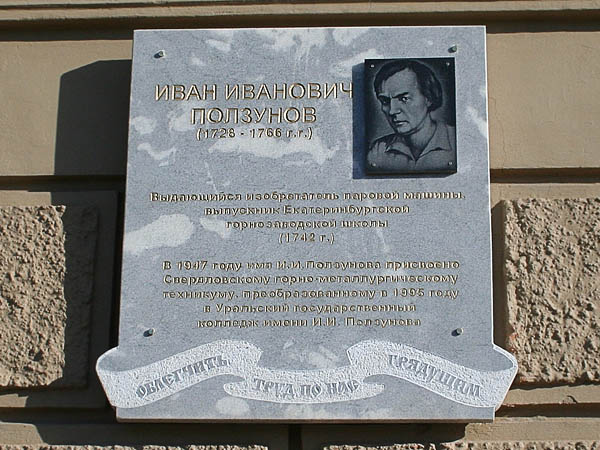 ИВАН ИВАНОВИЧ
ПОЛЗУНОВ
(1728 - 1766 г.г.)
Выдающийся изобретатель паровой машины,
выпускник Екатеринбургской
горнозаводской школы
(1742 г.)
В 1947 году имя И.И.Ползунова присвоено
Свердловскому горно-металлургическому
техникуму, преобразованному в 1995 году
в Уральский государственный
колледж имени И.И. Ползунова
ОБЛЕГЧИТЬ ТРУД ПО НАС ГРЯДУЩИМ